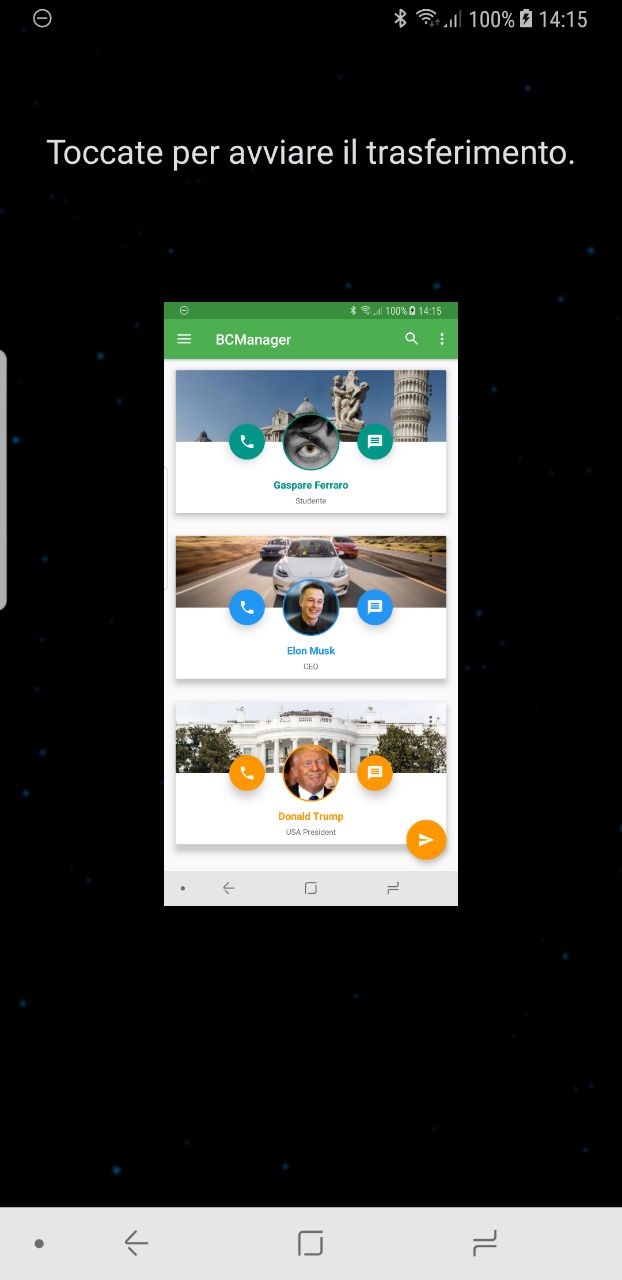 100% 14:15
Toccate per avviare il trasferimento.
100% 14:15
BCManager
Gaspare Ferraro
Studente
Elon Musk
CEO
Donald Trump
USA President